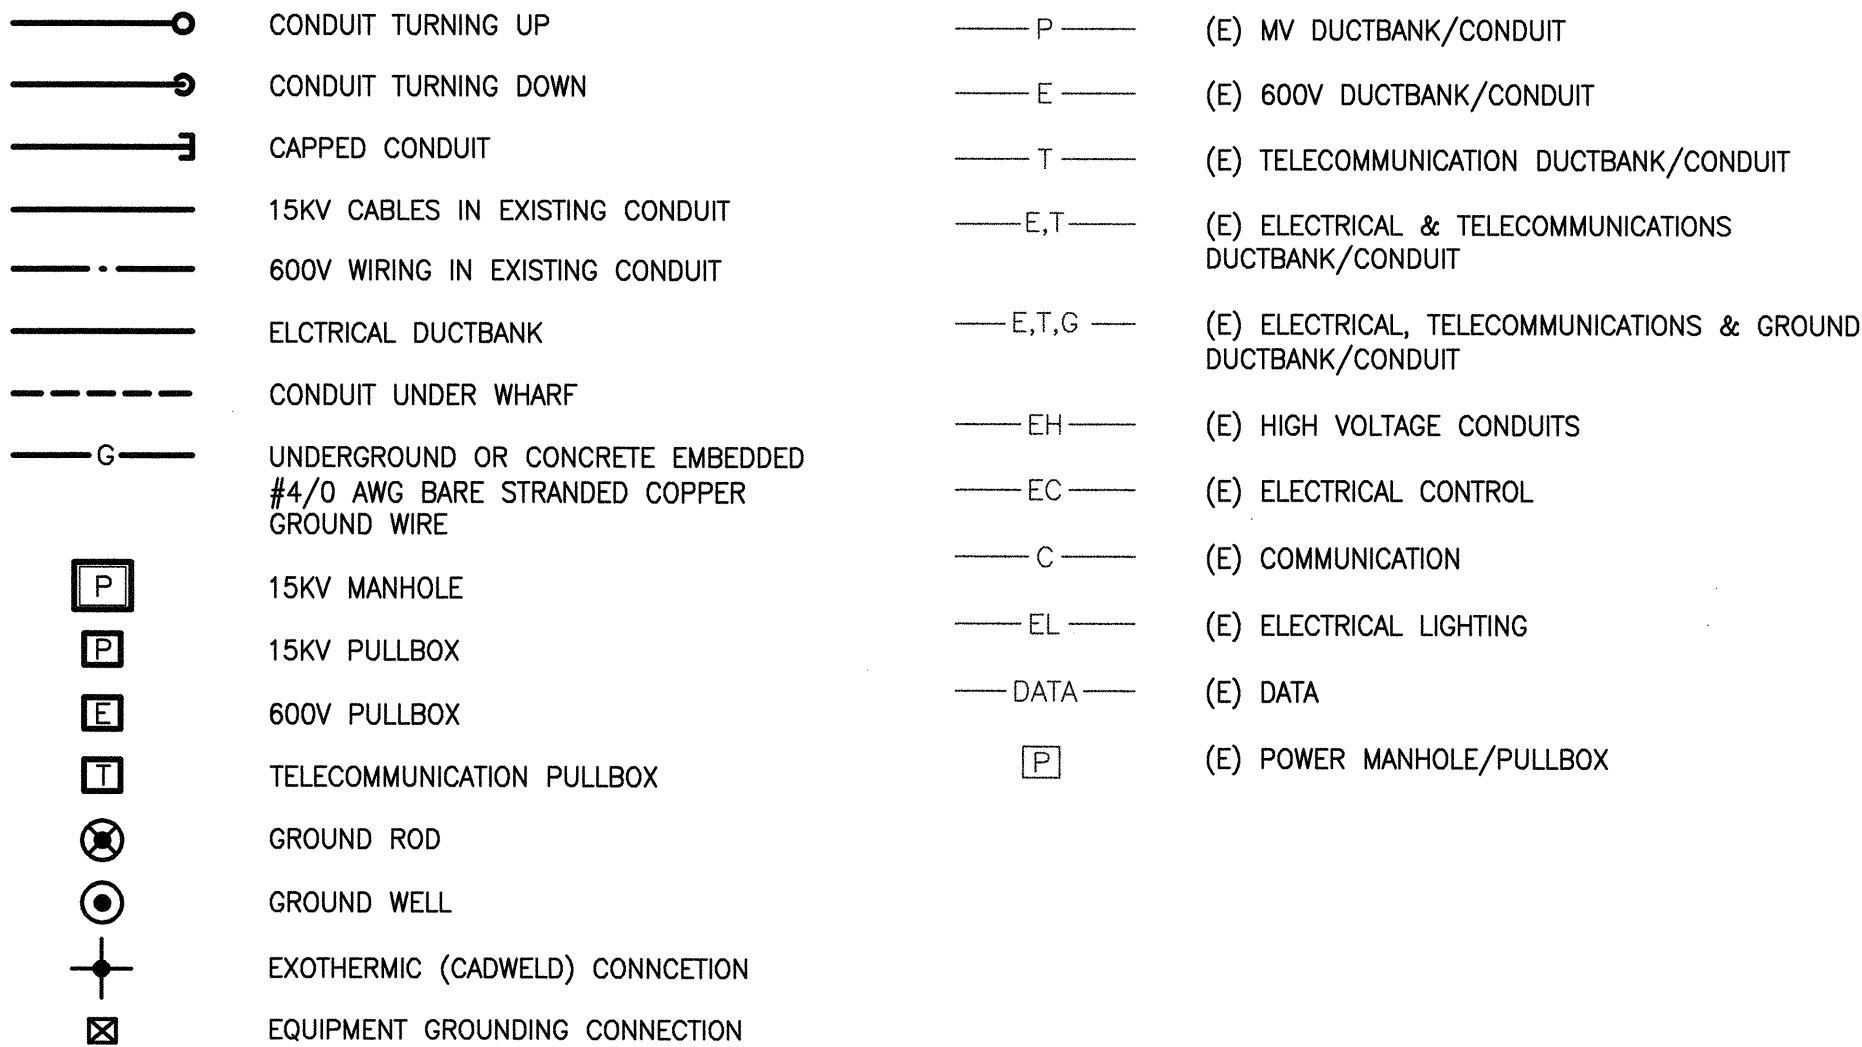 CONDUIT TURNING UP
CONDUIT TURNING DOWN
CAPPED CONDUIT
15KV CABLES IN EXISTING CONDUIT
600V WIRING IN EXISTING CONDUIT
ELCTRICAL DUCTBANK
CONDUIT UNDER WHARF
G UNDERGROUND OR CONCRETE EMBEDDED
#4/0 AWG BARE STRANDED COPPER
GROUND WIRE
P 15KV MANHOLE
P 15KV PULLBOX
E 600V PULLBOX
T TELECOMMUNICATION PULLBOX
GROUND ROD
GROUND WELL
EXOTHERMIC (CADWELD) CONNCETION
EQUIPMENT GROUNDING CONNECTION
P (E) MV DUCTBANK/CONDUIT
E (E) 600V DUCTBANK/CONDUIT
T (E) TELECOMMUNICATION DUCTBANK/CONDUIT
E,T (E) ELECTRICAL & TELECOMMUNICATIONS
DUCTBANK/CONDUIT
E,T,G (E) ELECTRICAL, TELECOMMUNICATIONS & GROUND
DUCTBANK/CONDUIT
EH (E) HIGH VOLTAGE CONDUITS
EC (E) ELECTRICAL CONTROL
C (E) COMMUNICATION
EL (E) ELECTRICAL LIGHTING
DATA (E) DATA
P (E) POWER MANHOLE/PULLBOX